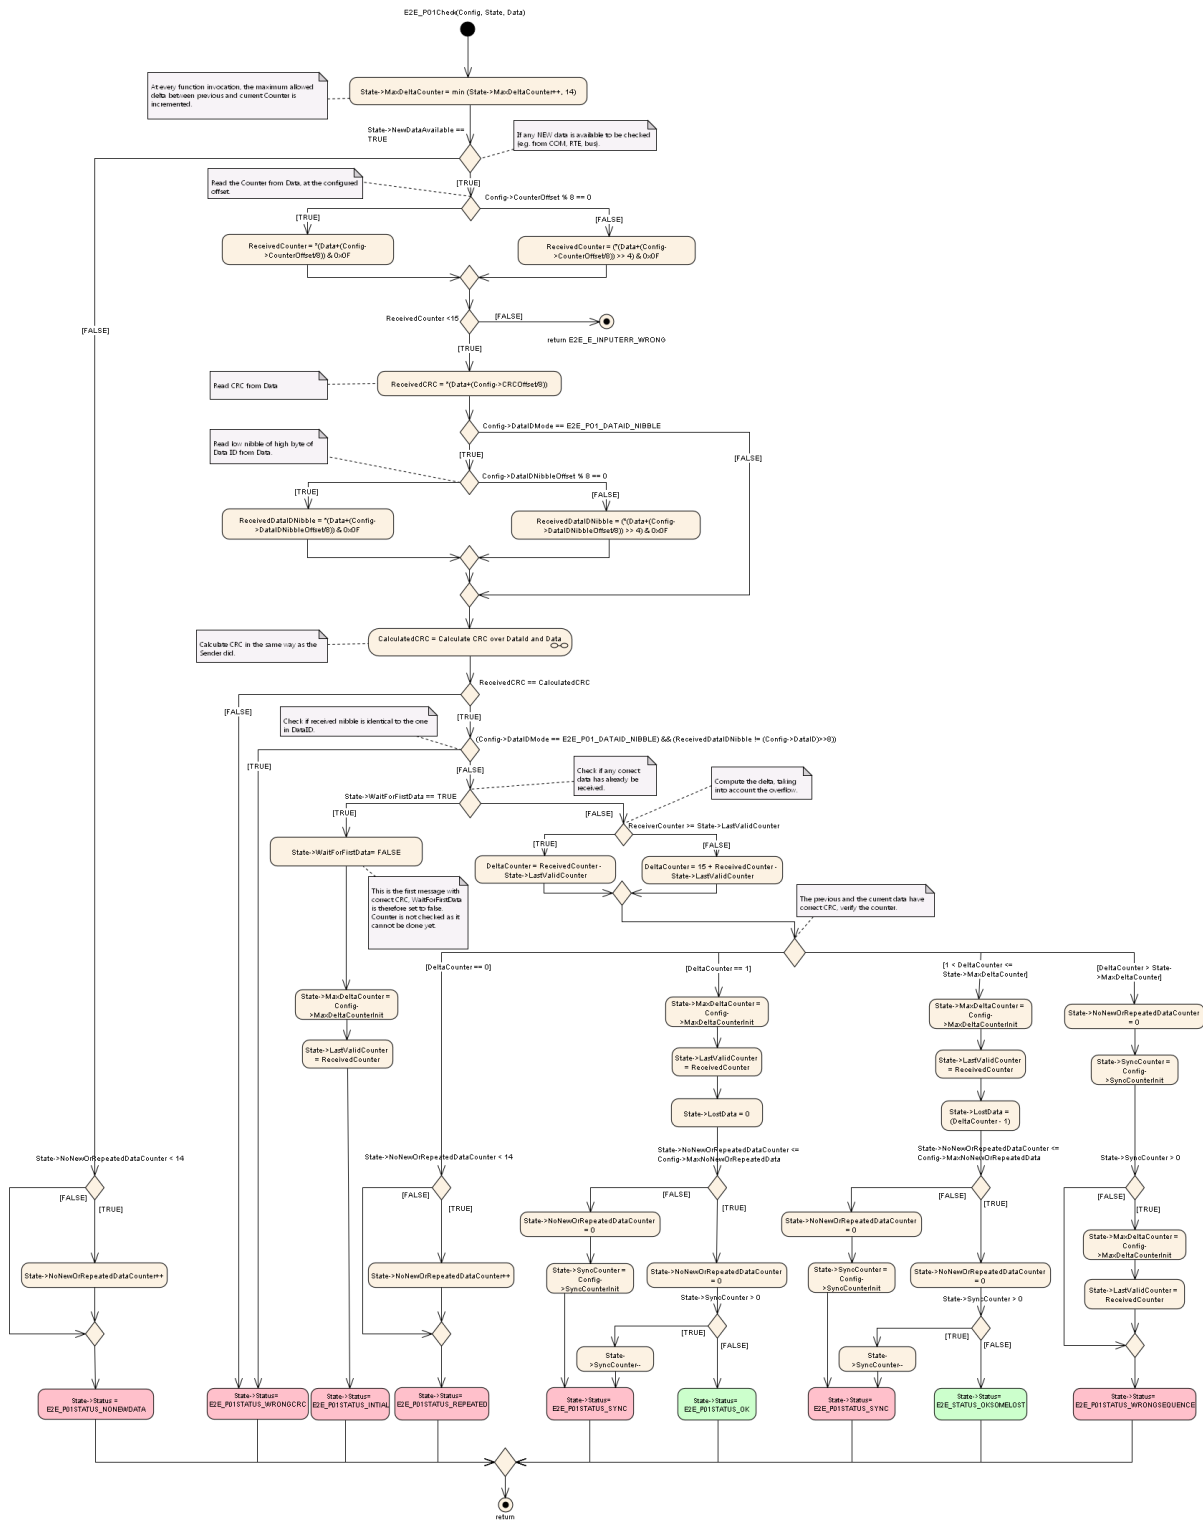 E2E_P01Check(Config, State, Data)
At every function invocation, the maximum allowed
delta between previous and current Counter is
incremented.
State->MaxDeltaCounter = min (State->MaxDeltaCounter++, 14)
State->NewDataAvailable ==
TRUE
If any NEW data is available to be checked
(e.g. from COM, RTE, bus).
[TRUE]
Read the Counter from Data, at the configured
offset.
Config->CounterOffset % 8 == 0
[TRUE]
[FALSE]
ReceivedCounter = *(Data+(Config-
>CounterOffset/8)) & 0x0F
ReceivedCounter = (*(Data+(Config-
>CounterOffset/8)) >> 4) & 0x0F
[FALSE]
ReceivedCounter <15
[FALSE]
return E2E_E_INPUTERR_WRONG
[TRUE]
Read CRC from Data
ReceivedCRC = *(Data+(Config->CRCOffset/8))
Config->DataIDMode == E2E_P01_DATAID_NIBBLE
Read low nibble of high byte of
Data ID from Data.
[TRUE]
[FALSE]
Config->DataIDNibbleOffset % 8 == 0
[TRUE]
[FALSE]
ReceivedDataIDNibble = *(Data+(Config-
>DataIDNibbleOffset/8)) & 0x0F
ReceivedDataIDNibble = (*(Data+(Config-
>DataIDNibbleOffset/8)) >> 4) & 0x0F
Calculate CRC in the same way as the
Sender did.
CalculatedCRC = Calculate CRC over DataId and Data
ReceivedCRC == CalculatedCRC
[FALSE]
[TRUE]
Check if received nibble is identical to the one
in DataID.
(Config->DataIDMode == E2E_P01_DATAID_NIBBLE) && (ReceivedDataIDNibble != (Config->DataID)>>8))
[TRUE]
[FALSE]
Check if any correct
data has already be
received.
Compute the delta, taking
into account the overflow.
State->WaitForFirstData == TRUE
[TRUE]
[FALSE]
ReceiverCounter >= State->LastValidCounter
[TRUE]
[FALSE]
State->WaitForFirstData= FALSE
DeltaCounter = ReceivedCounter -
State->LastValidCounter
DeltaCounter = 15 + ReceivedCounter -
State->LastValidCounter
This is the first message with
correct CRC, WaitForFirstData
is therefore set to false.
Counter is not checked as it
cannot be done yet.
The previous and the current data have
correct CRC, verify the counter.
[DeltaCounter == 0]
[DeltaCounter == 1]
[1 < DeltaCounter <=
State->MaxDeltaCounter]
[DeltaCounter > State-
>MaxDeltaCounter]
State->MaxDeltaCounter =
Config-
>MaxDeltaCounterInit
State->MaxDeltaCounter =
Config-
>MaxDeltaCounterInit
State->MaxDeltaCounter =
Config-
>MaxDeltaCounterInit
State->NoNewOrRepeatedDataCounter
= 0
State->LastValidCounter
= ReceivedCounter
State->LastValidCounter
= ReceivedCounter
State->LastValidCounter
= ReceivedCounter
State->SyncCounter =
Config-
>SyncCounterInit
State->LostData = 0
State->LostData =
(DeltaCounter - 1)
State->NoNewOrRepeatedDataCounter < 14
State->NoNewOrRepeatedDataCounter < 14
State->NoNewOrRepeatedDataCounter <=
Config->MaxNoNewOrRepeatedData
State->NoNewOrRepeatedDataCounter <=
Config->MaxNoNewOrRepeatedData
State->SyncCounter > 0
[FALSE]
[TRUE]
[FALSE]
[TRUE]
[FALSE]
[TRUE]
[FALSE]
[TRUE]
[FALSE]
[TRUE]
State->NoNewOrRepeatedDataCounter
= 0
State->NoNewOrRepeatedDataCounter
= 0
State->MaxDeltaCounter =
Config-
>MaxDeltaCounterInit
State->NoNewOrRepeatedDataCounter++
State->NoNewOrRepeatedDataCounter++
State->SyncCounter =
Config-
>SyncCounterInit
State->NoNewOrRepeatedDataCounter
= 0
State->SyncCounter =
Config-
>SyncCounterInit
State->NoNewOrRepeatedDataCounter
= 0
State->LastValidCounter =
ReceivedCounter
State->SyncCounter > 0
State->SyncCounter > 0
[TRUE]
[FALSE]
[TRUE]
[FALSE]
State-
>SyncCounter--
State-
>SyncCounter--
State->Status =
E2E_P01STATUS_NONEWDATA
State->Status=
E2E_P01STATUS_WRONGCRC
State->Status=
E2E_P01STATUS_INTIAL
State->Status=
E2E_P01STATUS_REPEATED
State->Status=
E2E_P01STATUS_SYNC
State->Status=
E2E_P01STATUS_OK
State->Status=
E2E_P01STATUS_SYNC
State->Status=
E2E_STATUS_OKSOMELOST
State->Status=
E2E_P01STATUS_WRONGSEQUENCE
return